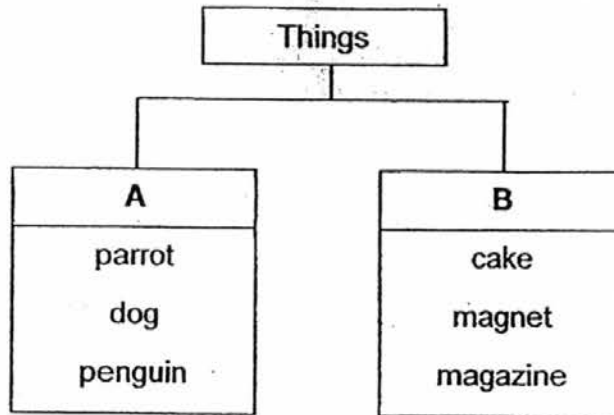 Things
A
parrot
dog
penguin
B
cake
magnet
magazine